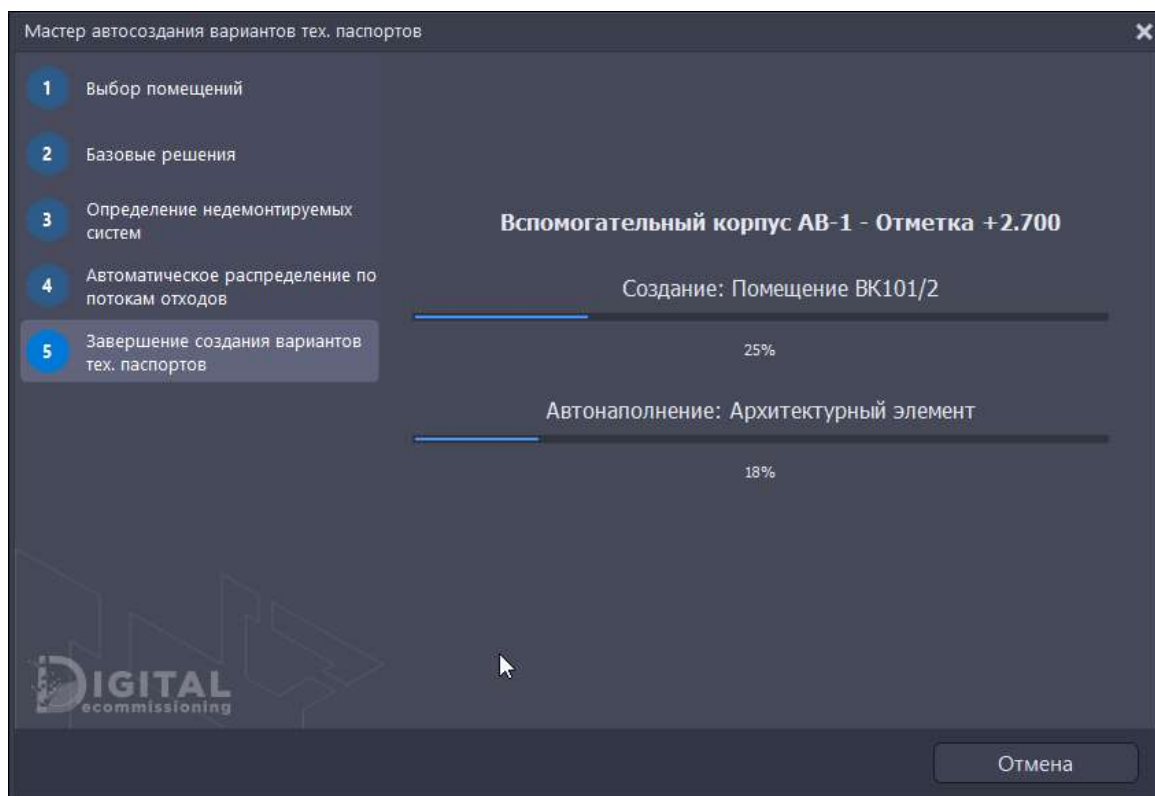 Мастер автосоздания вариантов тех. паспортов
1
Выбор помещений
2
Базовые решения
3
Определение недемонтируемых
систем
4
Автоматическое распределение по
потокам отходов
5
Завершение создания вариантов
тех. паспортов
Вспомогательный корпус АВ-1 - Отметка +2.700
Создание: Помещение ВК101/2
25%
Автонаполнение: Архитектурный элемент
18%
DIGITAL
ecommissioning
Отмена